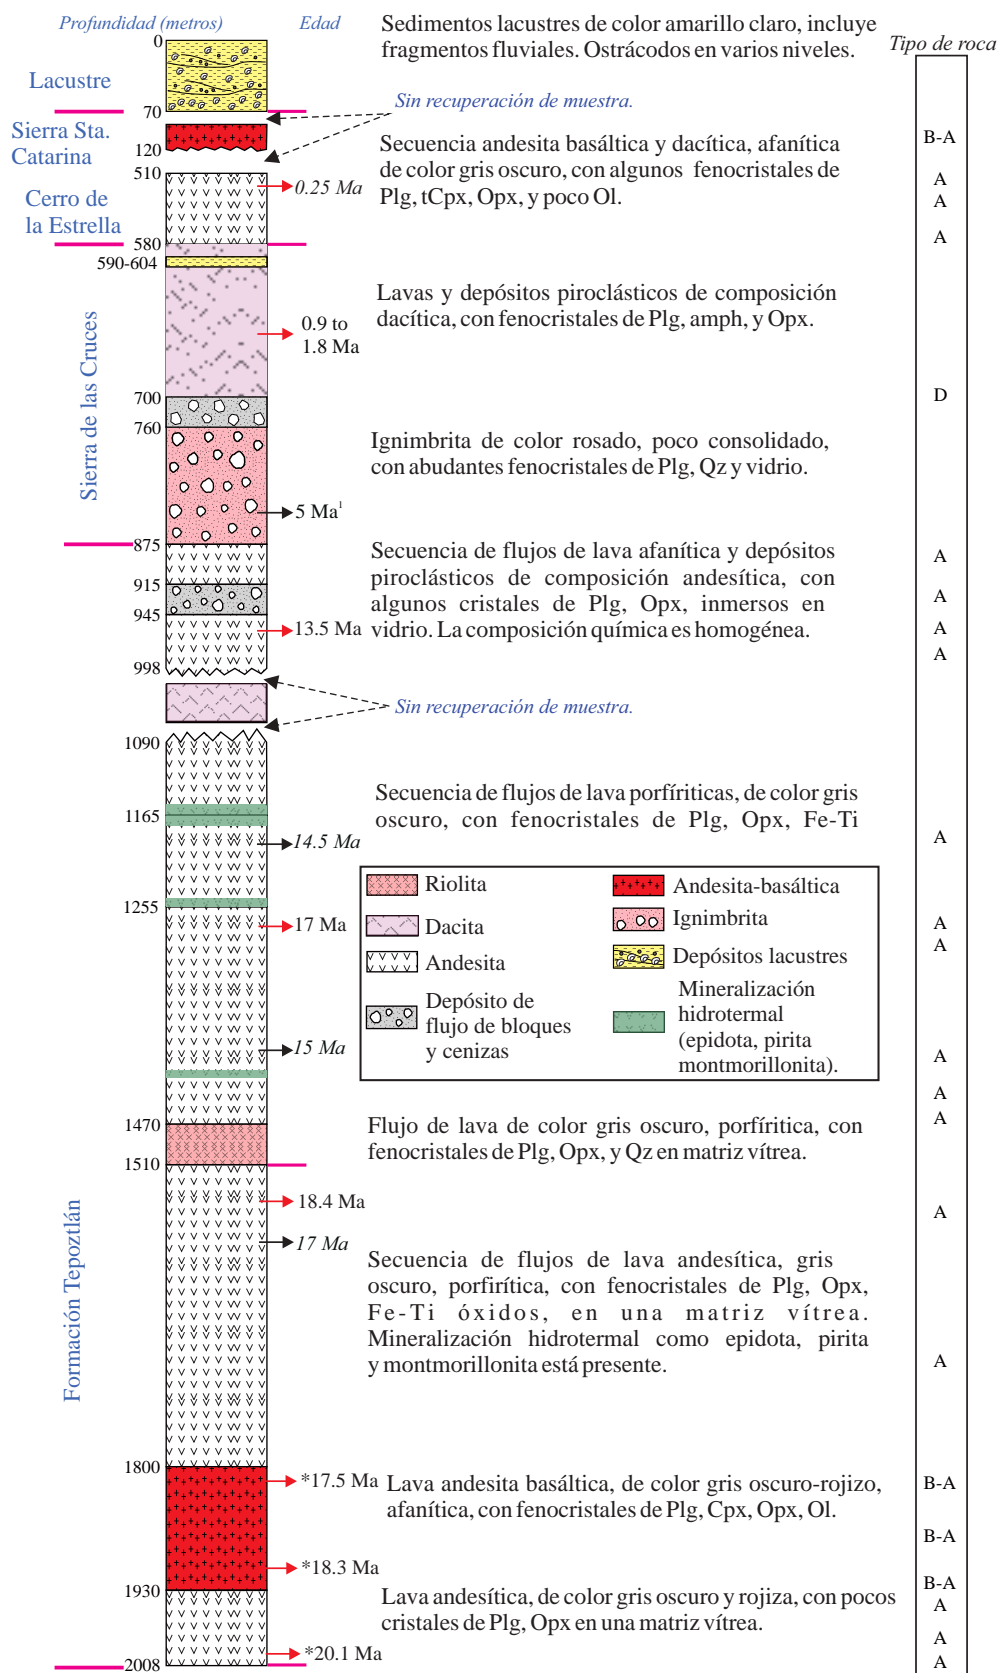 Profundidad (metros)
Edad
Sedimentos lacustres de color amarillo claro, incluye
fragmentos fluviales. Ostrácodos en varios niveles.
Tipo de roca
0
Lacustre
70
Sin recuperación de muestra.
Sierra Sta.
Catarina
120
Secuencia andesita basáltica y dacítica, afanítica
de color gris oscuro, con algunos fenocristales de
Plg, tCpx, Opx, y poco Ol.
B-A
510
0.25 Ma
A
A
Cerro de
la Estrella
A
580
590-604
Lavas y depósitos piroclásticos de composición
dacítica, con fenocristales de Plg, amph, y Opx.
0.9 to
1.8 Ma
Sierra de las Cruces
700
D
760
Ignimbrita de color rosado, poco consolidado,
con abudantes fenocristales de Plg, Qz y vidrio.
5 Ma¹
875
Secuencia de flujos de lava afanítica y depósitos
piroclásticos de composición andesítica, con
algunos cristales de Plg, Opx, inmersos en
vidrio. La composición química es homogénea.
A
915
A
945
13.5 Ma
A
A
998
Sin recuperación de muestra.
1090
Secuencia de flujos de lava porfíriticas, de color gris
oscuro, con fenocristales de Plg, Opx, Fe-Ti
1165
14.5 Ma
A
Riolita
Andesita-basáltica
Dacita
Ignimbrita
Andesita
Depósitos lacustres
Depósito de
flujo de bloques
y cenizas
Mineralización
hidrotermal
(epidota, pirita
montmorillonita).
1255
17 Ma
A
A
15 Ma
A
A
A
1470
Flujo de lava de color gris oscuro, porfíritica, con
fenocristales de Plg, Opx, y Qz en matriz vítrea.
1510
18.4 Ma
A
17 Ma
Formación Tepoztlán
Secuencia de flujos de lava andesítica, gris
oscuro, porfirítica, con fenocristales de Plg, Opx,
Fe-Ti óxidos, en una matriz vítrea.
Mineralización hidrotermal como epidota, pirita
y montmorillonita está presente.
A
1800
*17.5 Ma
Lava andesita basáltica, de color gris oscuro-rojizo,
afanítica, con fenocristales de Plg, Cpx, Opx, Ol.
B-A
B-A
*18.3 Ma
B-A
1930
Lava andesítica, de color gris oscuro y rojiza, con pocos
cristales de Plg, Opx en una matriz vítrea.
A
A
*20.1 Ma
2008
A